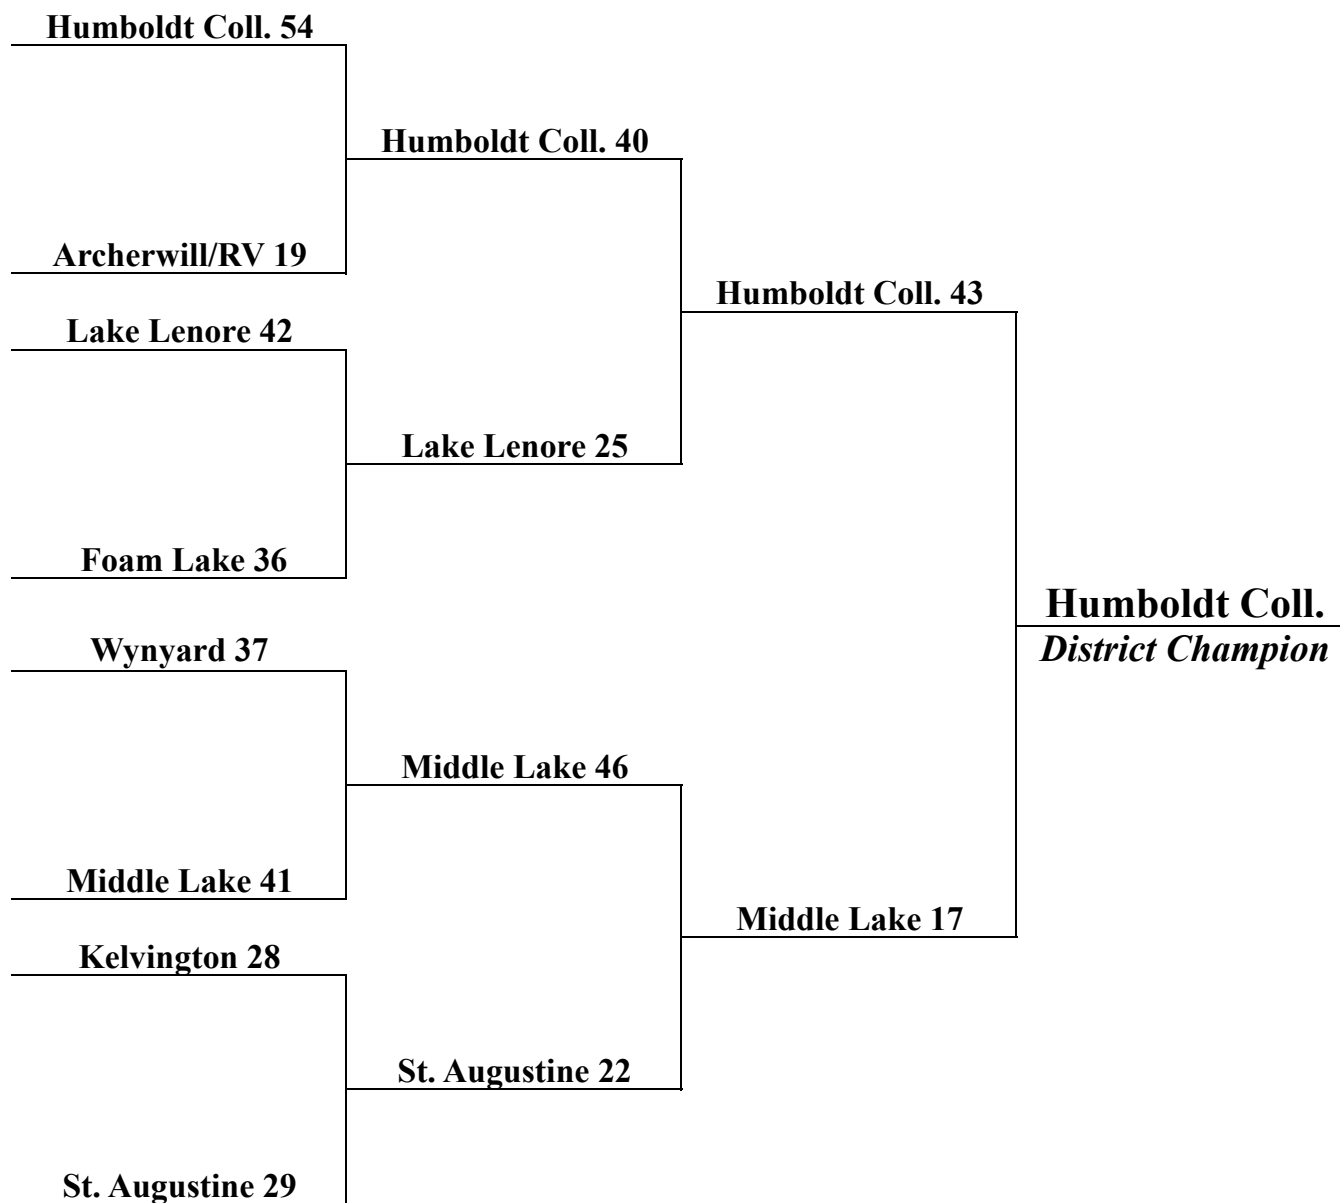 Humboldt Coll. 54
Humboldt Coll. 40
Archerwill/RV 19
Humboldt Coll. 43
Lake Lenore 42
Lake Lenore 25
Foam Lake 36
Humboldt Coll.
District Champion
Wynyard 37
Middle Lake 46
Middle Lake 41
Middle Lake 17
Kelvington 28
St. Augustine 22
St. Augustine 29